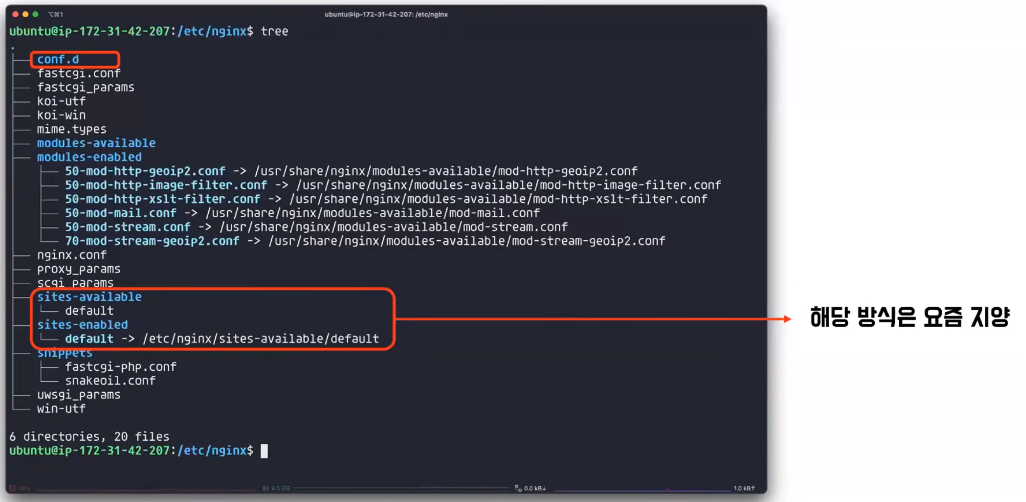 ⌥⌘1 ubuntu@ip-172-31-42-207: /etc/nginx
ubuntu@ip-172-31-42-207:/etc/nginx$ tree
.
├── conf.d
├── fastcgi.conf
├── fastcgi_params
├── koi-utf
├── koi-win
├── mime.types
├── modules-available
├── modules-enabled
│   ├── 50-mod-http-geoip2.conf -> /usr/share/nginx/modules-available/mod-http-geoip2.conf
│   ├── 50-mod-http-image-filter.conf -> /usr/share/nginx/modules-available/mod-http-image-filter.conf
│   ├── 50-mod-http-xslt-filter.conf -> /usr/share/nginx/modules-available/mod-http-xslt-filter.conf
│   ├── 50-mod-mail.conf -> /usr/share/nginx/modules-available/mod-mail.conf
│   ├── 50-mod-stream.conf -> /usr/share/nginx/modules-available/mod-stream.conf
│   └── 70-mod-stream-geoip2.conf -> /usr/share/nginx/modules-available/mod-stream-geoip2.conf
├── nginx.conf
├── proxy_params
├── scgi_params
├── sites-available
│   └── default
├── sites-enabled
│   └── default -> /etc/nginx/sites-available/default
├── snippets
│   ├── fastcgi-php.conf
│   └── snakeoil.conf
├── uwsgi_params
└── win-utf
6 directories, 20 files
ubuntu@ip-172-31-42-207:/etc/nginx$
0.0 kB↓ 1.0 kB↑
해당 방식은 요즘 지양